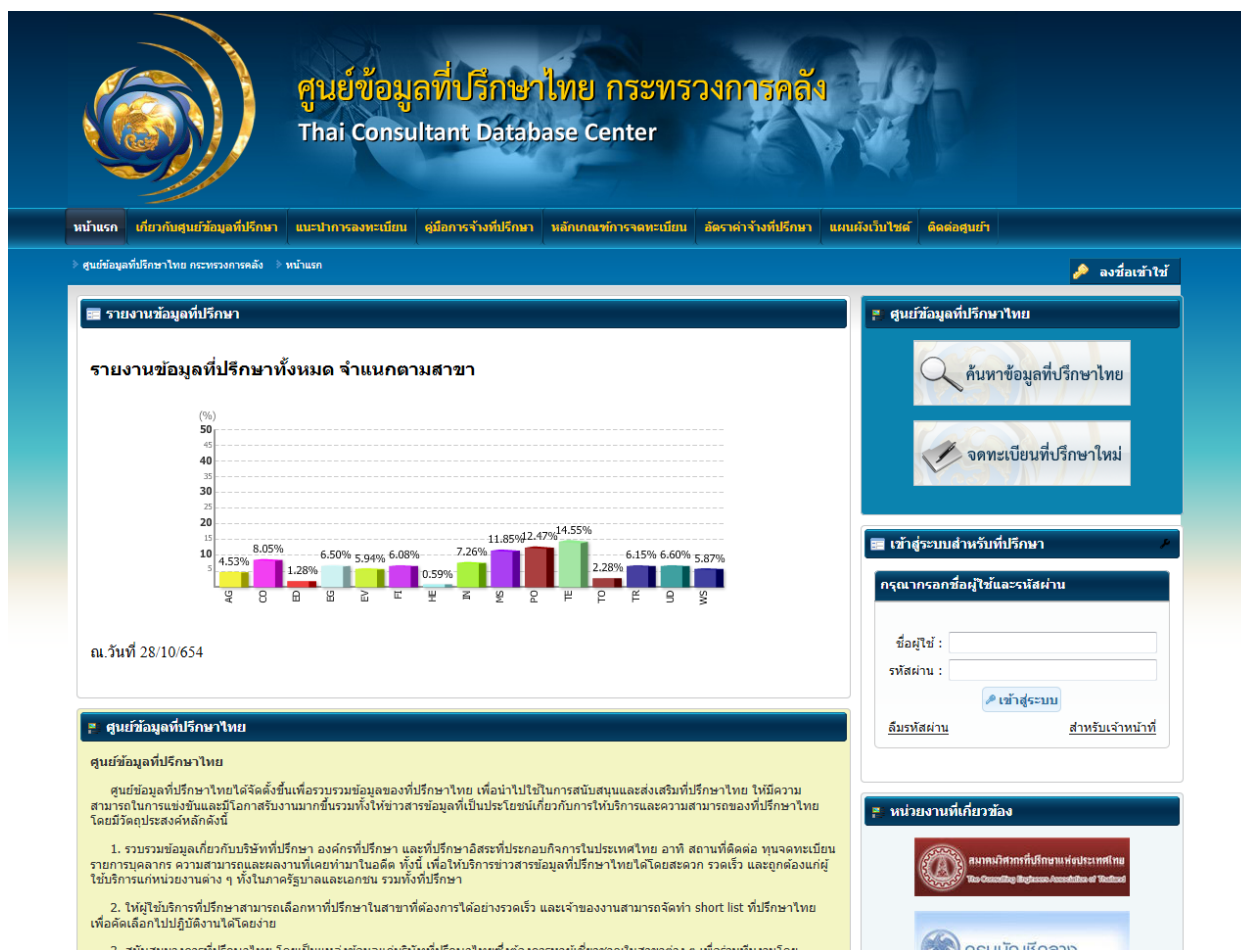 ศูนย์ข้อมูลที่ปรึกษาไทย กระทรวงการคลัง
Thai Consultant Database Center
หน้าแรก เกี่ยวกับศูนย์ข้อมูลที่ปรึกษา แนะนำการลงทะเบียน คู่มือการจ้างที่ปรึกษา หลักเกณฑ์การจดทะเบียน อัตราค่าจ้างที่ปรึกษา แผนผังเว็บไซต์ ติดต่อศูนย์ฯ
ศูนย์ข้อมูลที่ปรึกษาไทย กระทรวงการคลัง หน้าแรก
ลงชื่อเข้าใช้
รายงานข้อมูลที่ปรึกษา
รายงานข้อมูลที่ปรึกษาทั้งหมด จำแนกตามสาขา
(%)
50
45
40
35
30
25
20
15
10
5
4.53% 8.05% 1.28% 6.50% 5.94% 6.08% 0.59% 7.26% 11.85% 12.47% 14.55% 2.28% 6.15% 6.60% 5.87%
AG CO ED EG EV FI HE IN MS PO TE TO TR UD WS
ณ.วันที่ 28/10/654
ศูนย์ข้อมูลที่ปรึกษาไทย
ศูนย์ข้อมูลที่ปรึกษาไทย
ศูนย์ข้อมูลที่ปรึกษาไทยได้จัดตั้งขึ้นเพื่อรวบรวมข้อมูลของที่ปรึกษาไทย เพื่อนำไปใช้ในการสนับสนุนและส่งเสริมที่ปรึกษาไทย ให้มีความ
สามารถในการแข่งขันและมีโอกาสรับงานมากขึ้นรวมทั้งให้ข่าวสารข้อมูลที่เป็นประโยชน์เกี่ยวกับการให้บริการและความสามารถของที่ปรึกษาไทย
โดยมีวัตถุประสงค์หลักดังนี้
1. รวบรวมข้อมูลเกี่ยวกับบริษัทที่ปรึกษา องค์กรที่ปรึกษา และที่ปรึกษาอิสระที่ประกอบกิจการในประเทศไทย อาทิ สถานที่ติดต่อ ทุนจดทะเบียน
รายการบุคลากร ความสามารถและผลงานที่เคยทำมาในอดีต ทั้งนี้ เพื่อให้บริการข่าวสารข้อมูลที่ปรึกษาไทยได้โดยสะดวก รวดเร็ว และถูกต้องแก่ผู้
ใช้บริการแก่หน่วยงานต่าง ๆ ทั้งในภาครัฐบาลและเอกชน รวมทั้งที่ปรึกษา
2. ให้ผู้ใช้บริการที่ปรึกษาสามารถเลือกหาที่ปรึกษาในสาขาที่ต้องการได้อย่างรวดเร็ว และเจ้าของงานสามารถจัดทำ short list ที่ปรึกษาไทย
เพื่อคัดเลือกไปปฏิบัติงานได้โดยง่าย
ศูนย์ข้อมูลที่ปรึกษาไทย
ค้นหาข้อมูลที่ปรึกษาไทย
จดทะเบียนที่ปรึกษาใหม่
เข้าสู่ระบบสำหรับที่ปรึกษา
กรุณากรอกชื่อผู้ใช้และรหัสผ่าน
ชื่อผู้ใช้ :
รหัสผ่าน :
เข้าสู่ระบบ
ลืมรหัสผ่าน สำหรับเจ้าหน้าที่
หน่วยงานที่เกี่ยวข้อง
สมาคมวิศวกรที่ปรึกษาแห่งประเทศไทย
The Consulting Engineers Association of Thailand